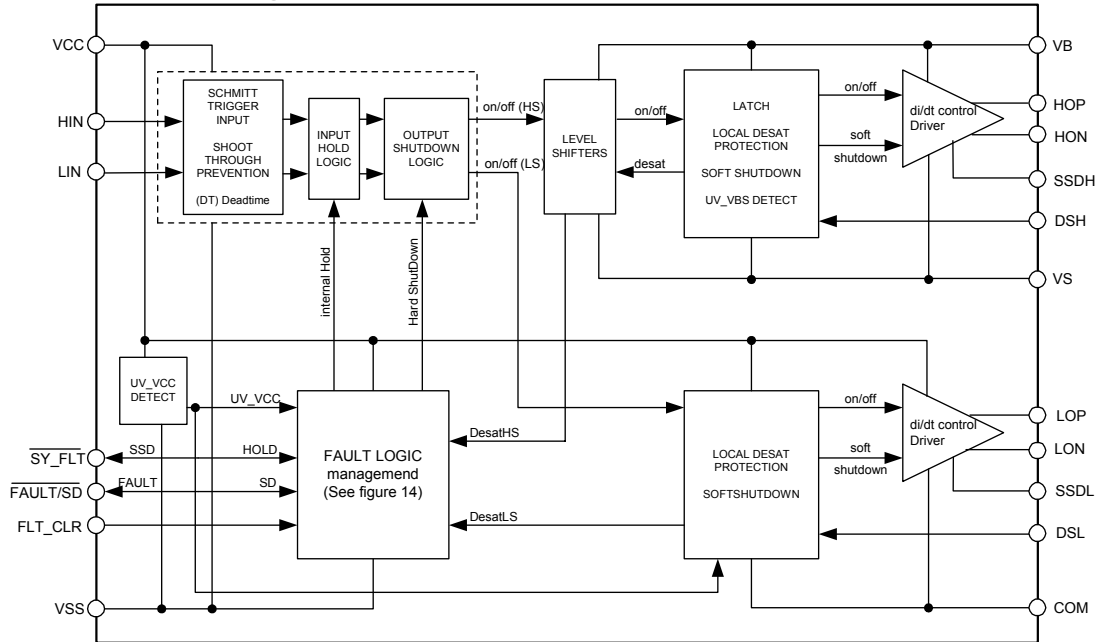 VCC
HIN
LIN
SCHMITT
TRIGGER
INPUT
SHOOT
THROUGH
PREVENTION
(DT) Deadtime
INPUT
HOLD
LOGIC
OUTPUT
SHUTDOWN
LOGIC
on/off (HS)
on/off (LS)
LEVEL
SHIFTERS
on/off
desat
LATCH
LOCAL DESAT
PROTECTION
SOFT SHUTDOWN
UV_VBS DETECT
on/off
soft
shutdown
di/dt control
Driver
VB
HOP
HON
SSDH
DSH
VS
internal Hold
Hard ShutDown
UV_VCC
DETECT
UV_VCC
SY_FLT
SSD
HOLD
FAULT/SD
FAULT
SD
FLT_CLR
VSS
FAULT LOGIC
managemend
(See figure 14)
DesatHS
DesatLS
LOCAL DESAT
PROTECTION
SOFTSHUTDOWN
on/off
soft
shutdown
di/dt control
Driver
LOP
LON
SSDL
DSL
COM